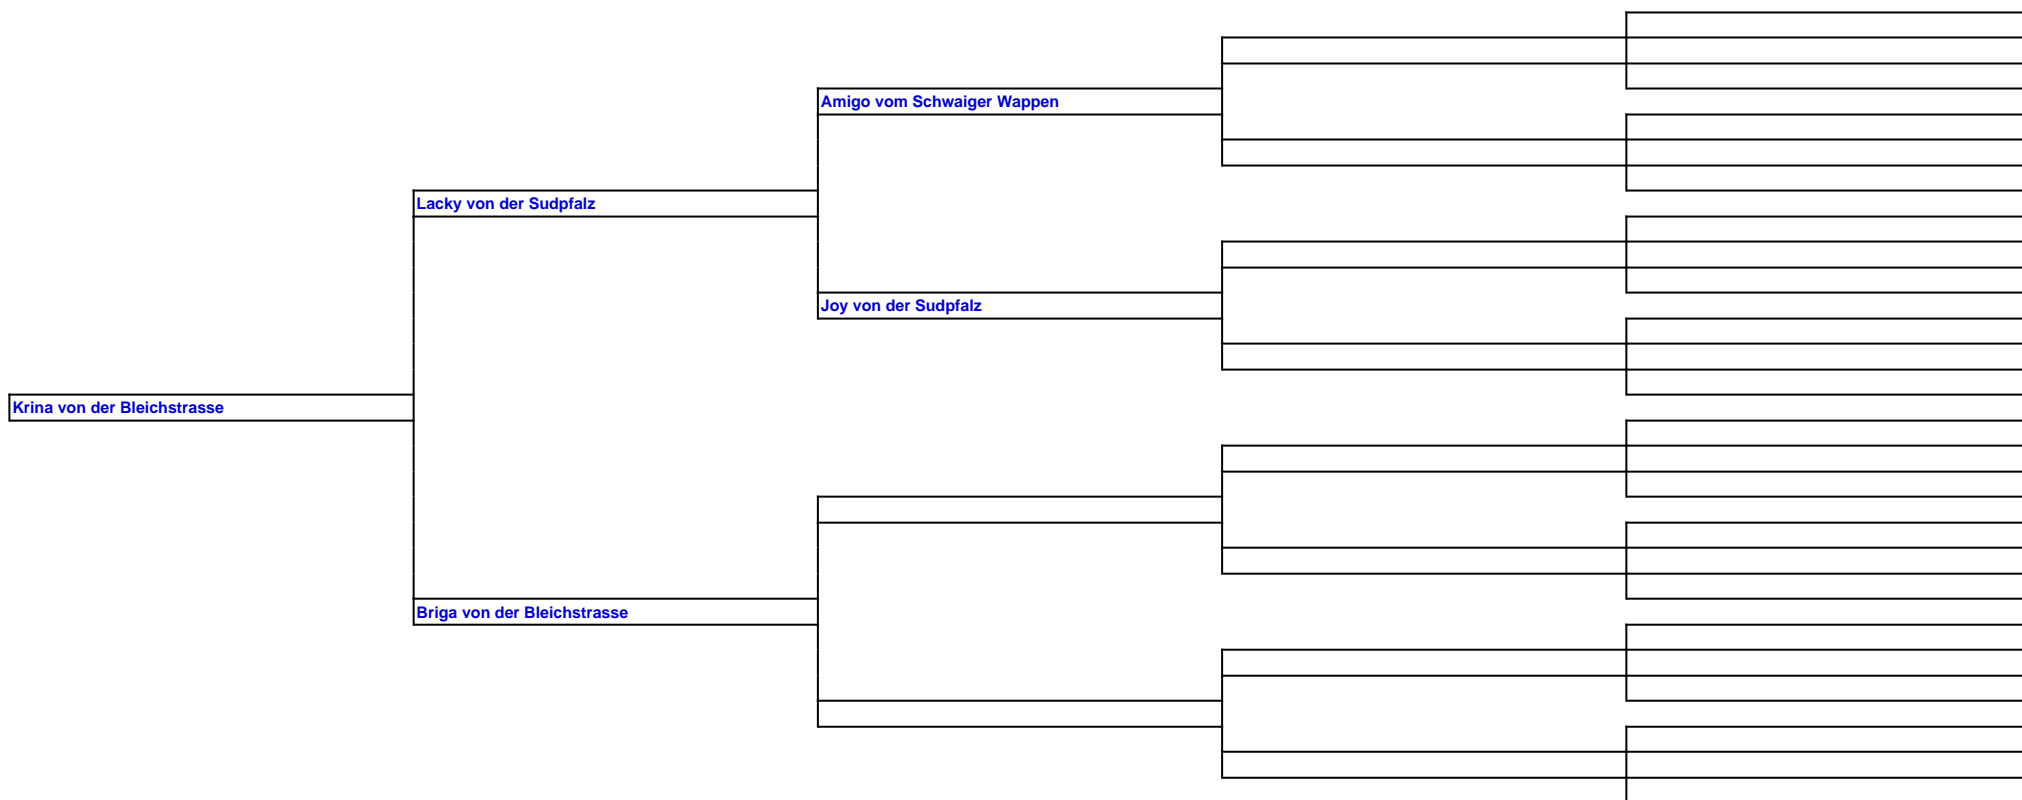 Amigo vom Schwaiger Wappen
Lacky von der Sudpfalz
Joy von der Sudpfalz
Krina von der Bleichstrasse
Briga von der Bleichstrasse